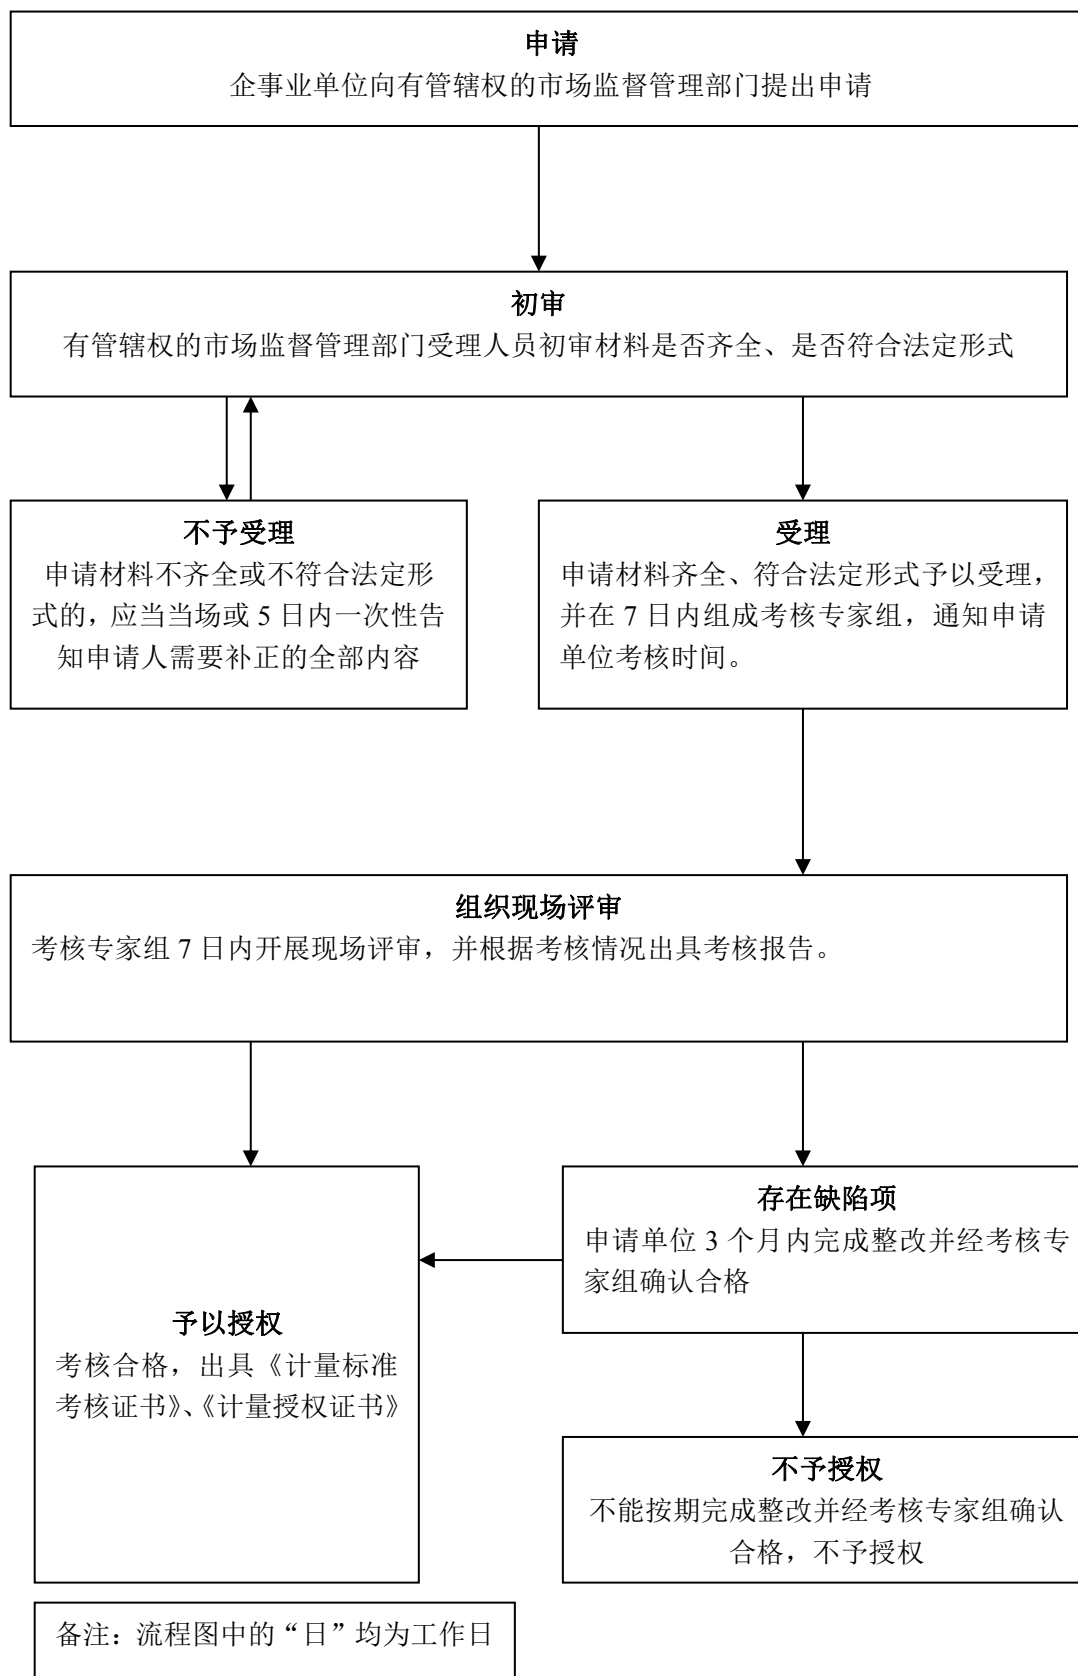 申请
企事业单位向有管辖权的市场监督管理部门提出申请
初审
有管辖权的市场监督管理部门受理人员初审材料是否齐全、是否符合法定形式
不予受理
申请材料不齐全或不符合法定形
式的，应当当场或 5 日内一次性告
知申请人需要补正的全部内容
受理
申请材料齐全、符合法定形式予以受理，
并在 7 日内组成考核专家组，通知申请
单位考核时间。
组织现场评审
考核专家组 7 日内开展现场评审，并根据考核情况出具考核报告。
存在缺陷项
申请单位 3 个月内完成整改并经考核专
家组确认合格
予以授权
考核合格，出具《计量标准
考核证书》、《计量授权证书》
不予授权
不能按期完成整改并经考核专家组确认
合格，不予授权
备注：流程图中的“日”均为工作日